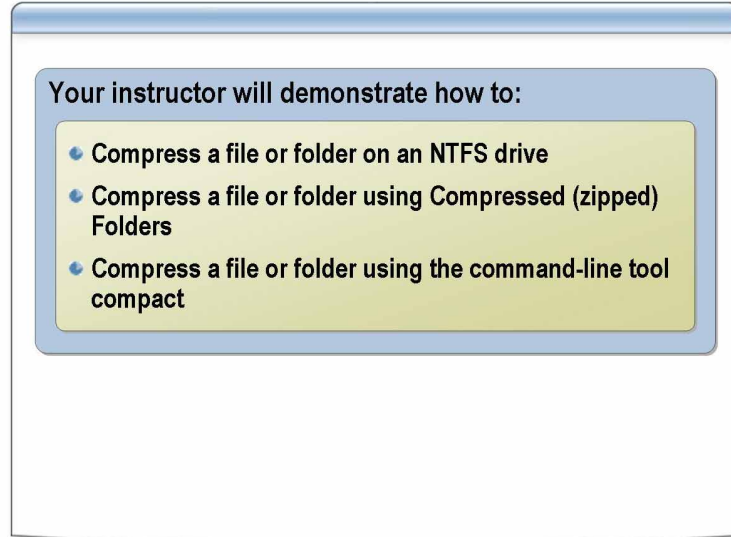 Your instructor will demonstrate how to:
Compress a file or folder on an NTFS drive
Compress a file or folder using Compressed (zipped)
Folders
Compress a file or folder using the command-line tool
compact